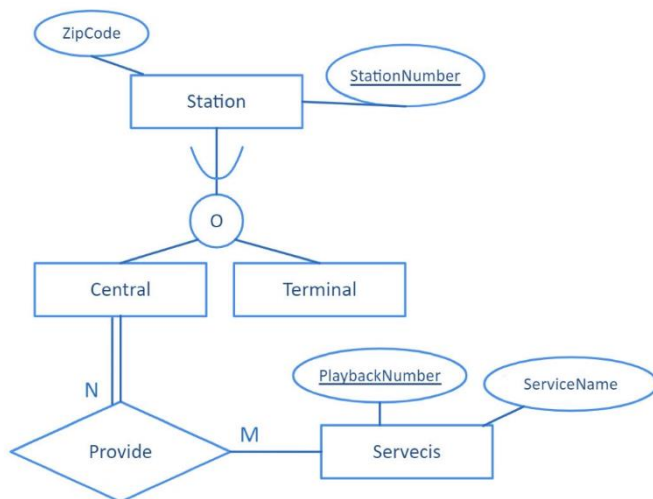 ZipCode
StationNumber
Station
O
Central
Terminal
N
PlaybackNumber
ServiceName
M
Provide
Servecis